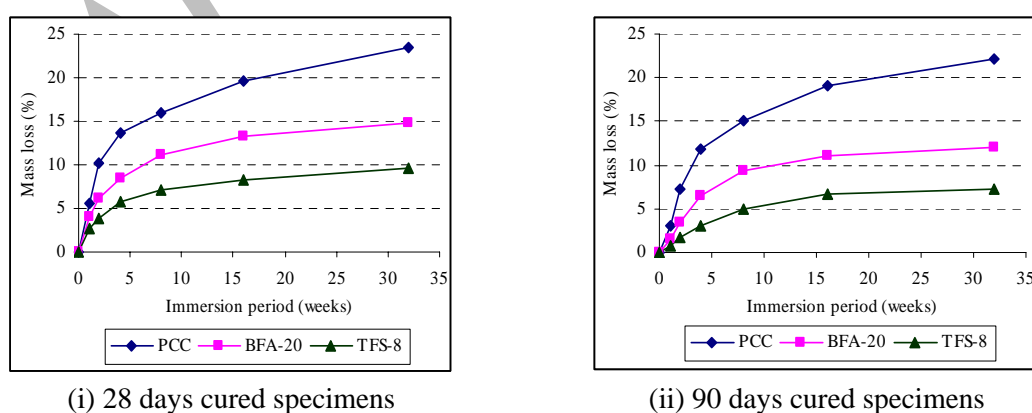 25
20
15
10
5
0
Mass loss (%)
0 5 10 15 20 25 30 35
Immersion period (weeks)
PCC BFA-20 TFS-8
(i) 28 days cured specimens
25
20
15
10
5
0
Mass loss (%)
0 5 10 15 20 25 30 35
Immersion period (weeks)
PCC BFA-20 TFS-8
(ii) 90 days cured specimens